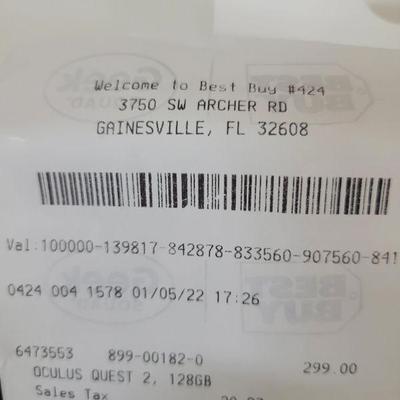 Welcome to Best Buy #424
3750 SW ARCHER RD
GAINESVILLE, FL 32608
Val:100000-139817-842878-833560-907560-841
0424 004 1578 01/05/22 17:26
6473553 899-00182-0 299.00
OCULUS QUEST 2, 128GB
Sales Tax